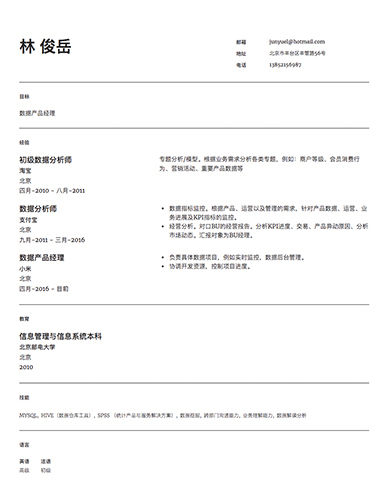 林 俊岳
邮箱 junyuel@hotmail.com
地址 北京市丰台区丰管路56号
电话 13852156987
目标
数据产品经理
经验
初级数据分析师
淘宝
北京
四月-2010 – 八月-2011
专题分析/模型。根据业务需求分析各类专题，例如：商户等级、会员消费行
为、营销活动、重要产品数据等
数据分析师
支付宝
北京
九月-2011 – 三月-2016
• 数据指标监控。根据产品、运营以及管理的需求，针对产品数据、运营、业
务进展及KPI指标的监控。
• 经营分析。对口BU的经营报告。分析KPI进度、交易、产品异动原因、分析
市场动态。汇报对象为BU经理。
数据产品经理
小米
北京
四月-2016 – 目前
• 负责具体数据项目，例如实时监控、数据后台管理。
• 协调开发资源、控制项目进度。
教育
信息管理与信息系统本科
北京邮电大学
北京
2010
技能
MYSQL, HIVE（数据仓库工具）, SPSS （统计产品与服务解决方案）, 数据挖掘, 跨部门沟通能力, 业务理解能力, 数据解读分析
语言
英语 法语
高级 初级